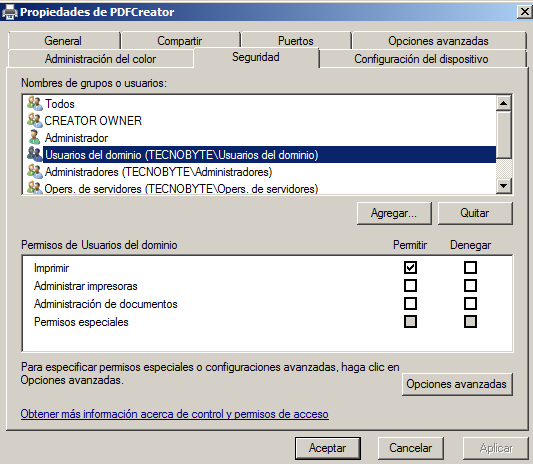 Propiedades de PDFCreator
General Compartir Puertos Opciones avanzadas
Administración del color Seguridad Configuración del dispositivo
Nombres de grupos o usuarios:
Todos
CREATOR OWNER
Administrador
Usuarios del dominio (TECNOBYTE\Usuarios del dominio)
Administradores (TECNOBYTE\Administradores)
Opers. de servidores (TECNOBYTE\Opers. de servidores)
Agregar... Quitar
Permisos de Usuarios del dominio Permitir Denegar
Imprimir
Administrar impresoras
Administración de documentos
Permisos especiales
Para especificar permisos especiales o configuraciones avanzadas, haga clic en
Opciones avanzadas.
Opciones avanzadas
Obtener más información acerca de control y permisos de acceso
Aceptar Cancelar Aplicar